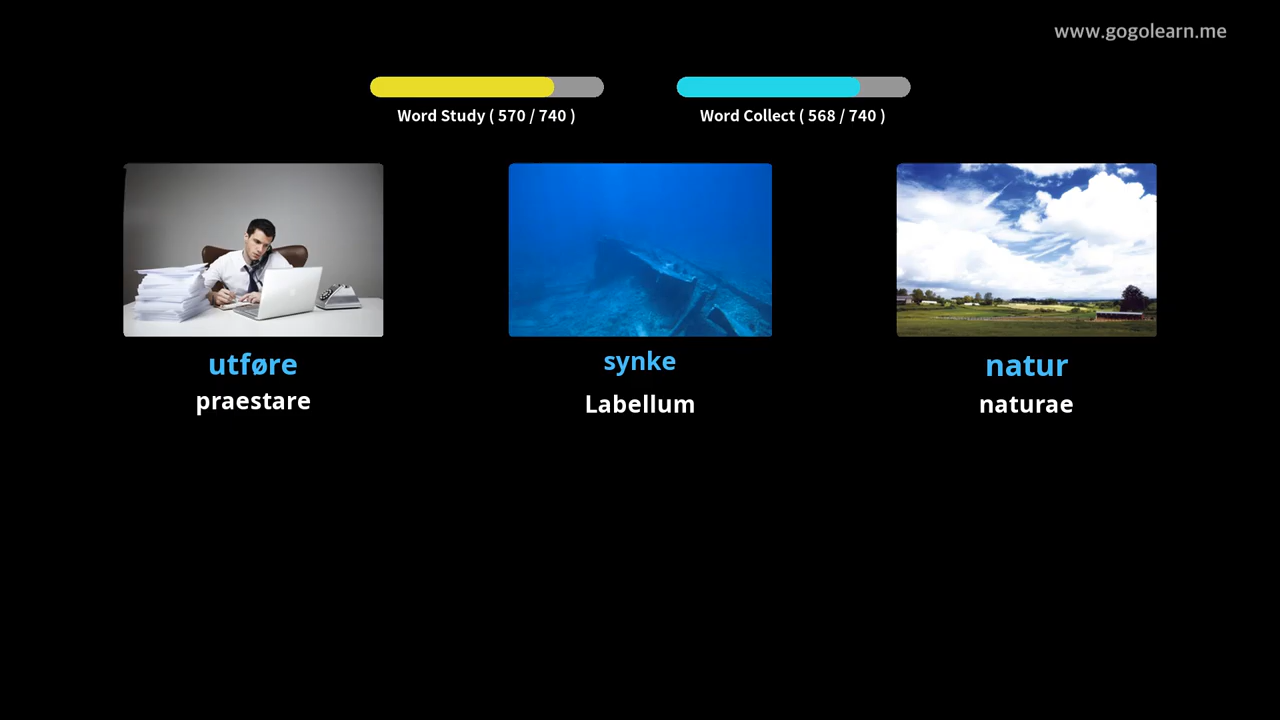 www.gogolearn.me
Word Study ( 570 / 740 )
Word Collect ( 568 / 740 )
utføre
praestare
synke
Labellum
natur
naturae